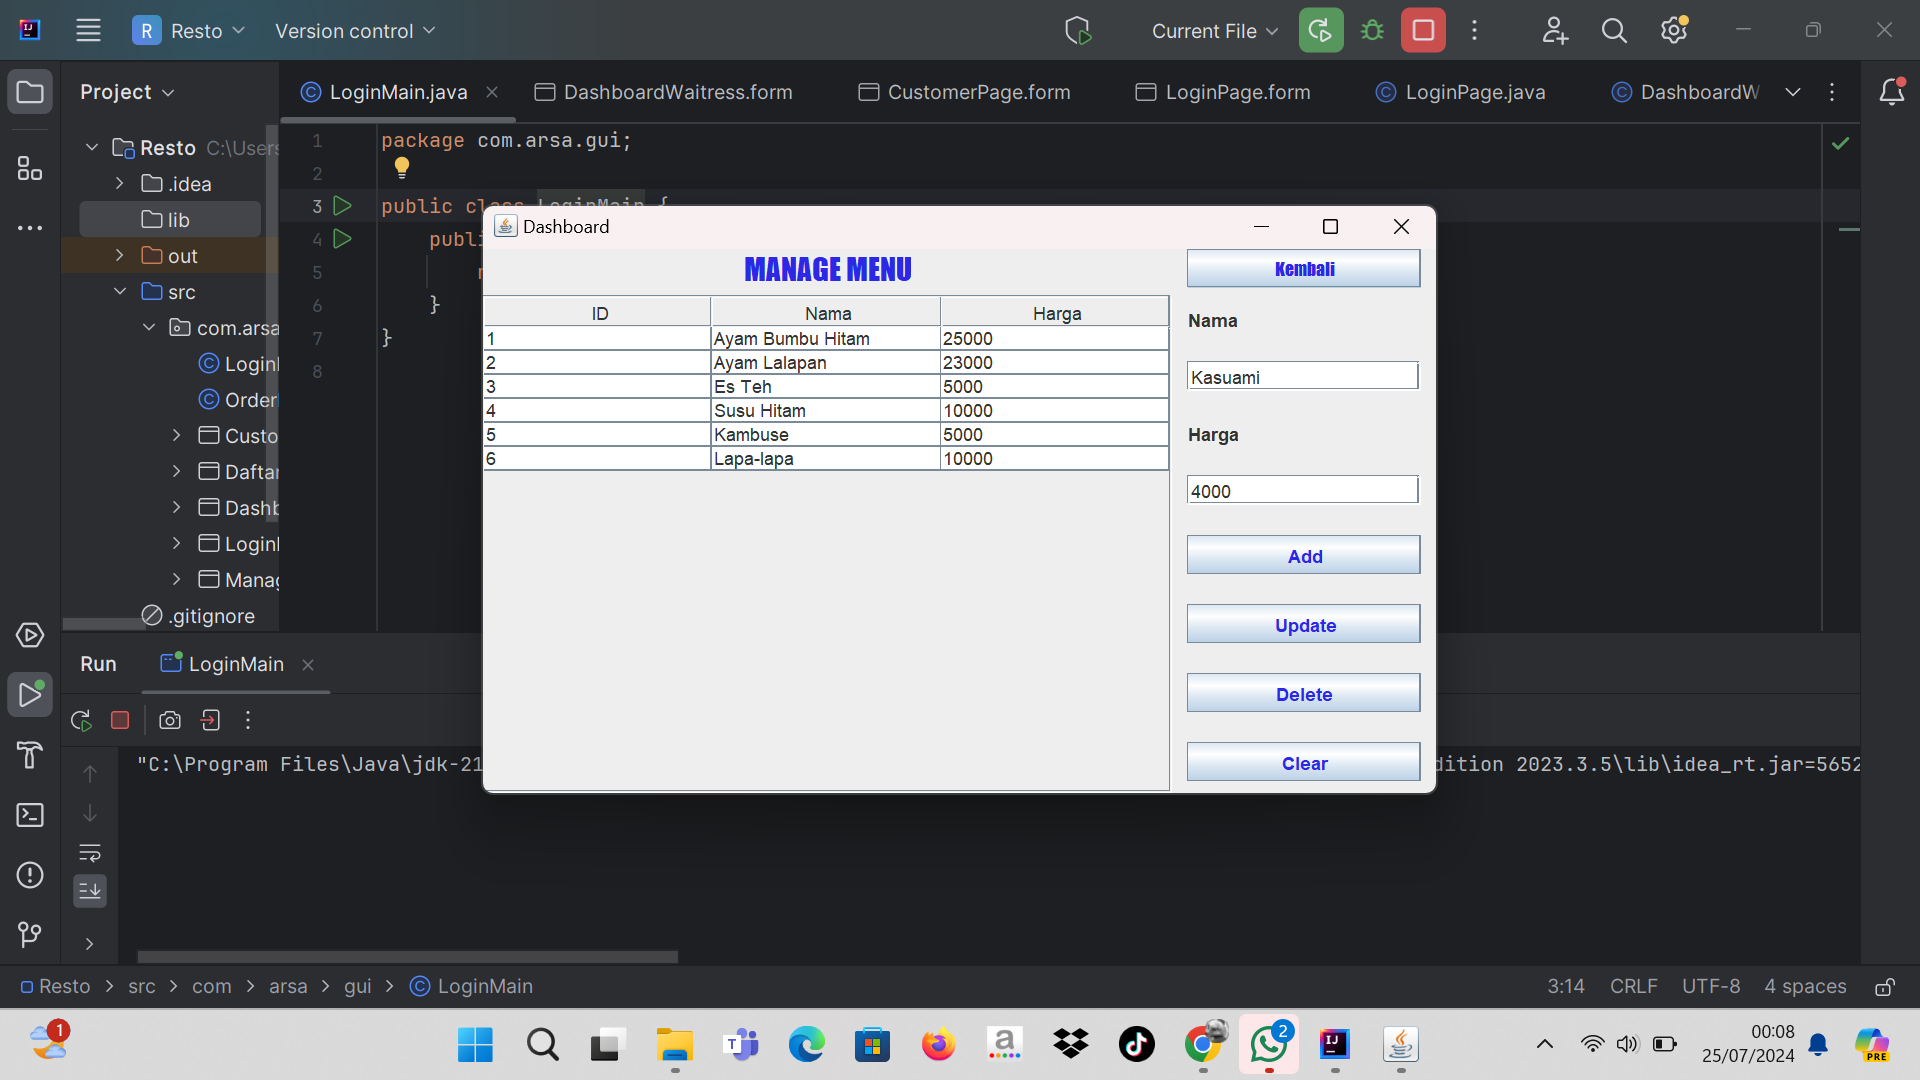 R Resto Version control Current File
Project
LoginMain.java DashboardWaitress.form CustomerPage.form LoginPage.form LoginPage.java DashboardW
Resto C:\Users
.idea
lib
out
src
com.arsa
LoginI
Order
Custo
Daftar
Dashb
LoginI
Manag
.gitignore
1 package com.arsa.gui;
2
3 public class LoginMain {
4 publi
5
6 }
7 }
8
Dashboard
MANAGE MENU
Kembali
ID Nama Harga
1 Ayam Bumbu Hitam 25000
2 Ayam Lalapan 23000
3 Es Teh 5000
4 Susu Hitam 10000
5 Kambuse 5000
6 Lapa-lapa 10000
Nama
Kasuami
Harga
4000
Add
Update
Delete
Clear
Run LoginMain
"C:\Program Files\Java\jdk-21 dition 2023.3.5\lib\idea_rt.jar=5652
Resto > src > com > arsa > gui > LoginMain
3:14 CRLF UTF-8 4 spaces
1
2
00:08
25/07/2024
PRE